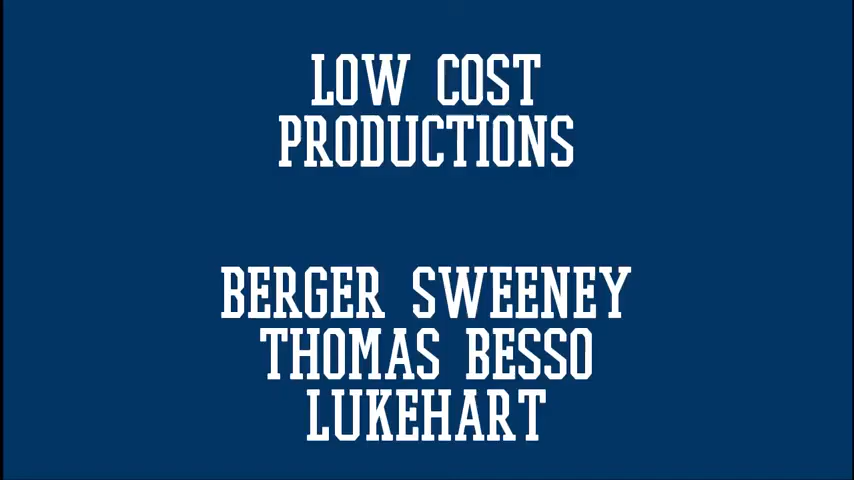 LOW COST
PRODUCTIONS
BERGER SWEENEY
THOMAS BESSO
LUKEHART